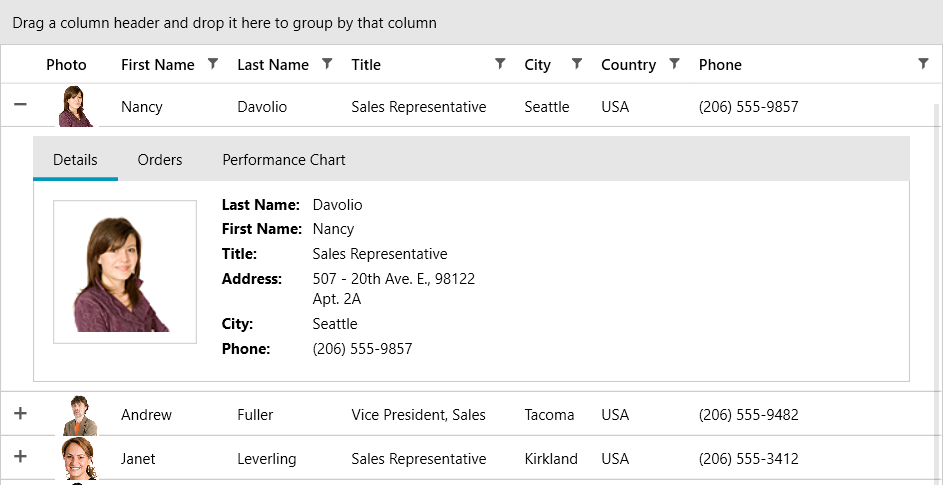 Drag a column header and drop it here to group by that column
Photo First Name Last Name Title City Country Phone
Nancy Davolio Sales Representative Seattle USA (206) 555-9857
Details Orders Performance Chart
Last Name: Davolio
First Name: Nancy
Title: Sales Representative
Address: 507 - 20th Ave. E., 98122
Apt. 2A
City: Seattle
Phone: (206) 555-9857
Andrew Fuller Vice President, Sales Tacoma USA (206) 555-9482
Janet Leverling Sales Representative Kirkland USA (206) 555-3412